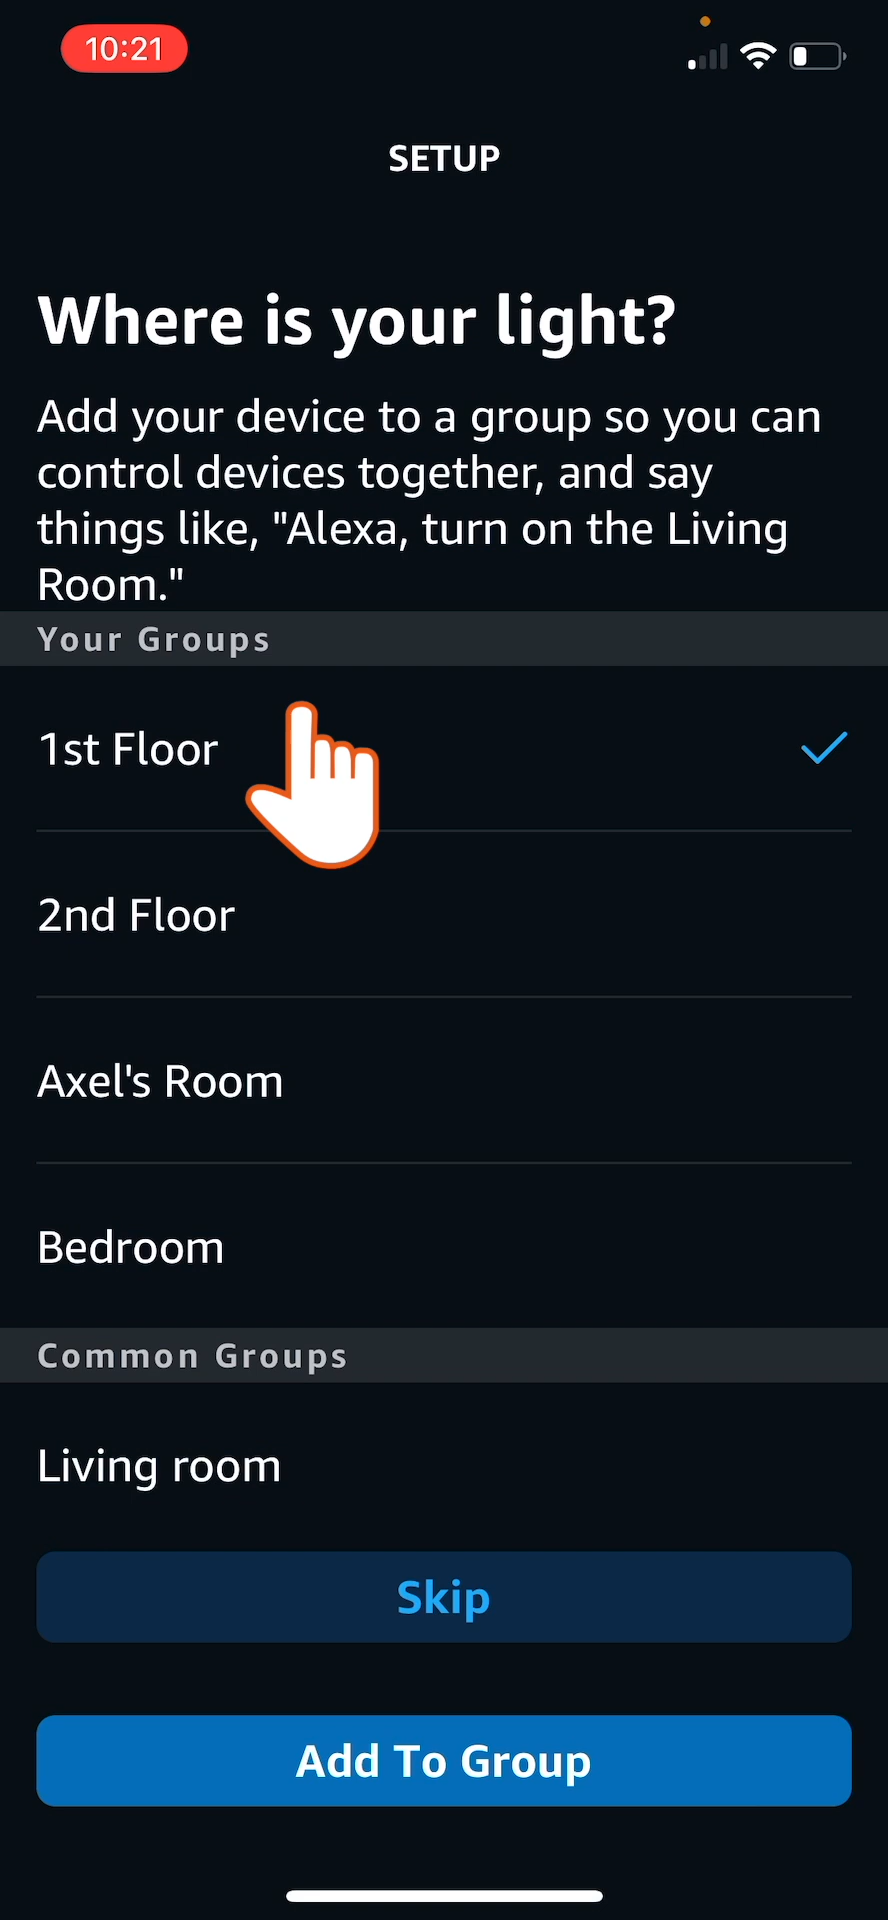 10:21
SETUP
Where is your light?
Add your device to a group so you can
control devices together, and say
things like, "Alexa, turn on the Living
Room."
Your Groups
1st Floor
2nd Floor
Axel's Room
Bedroom
Common Groups
Living room
Skip
Add To Group